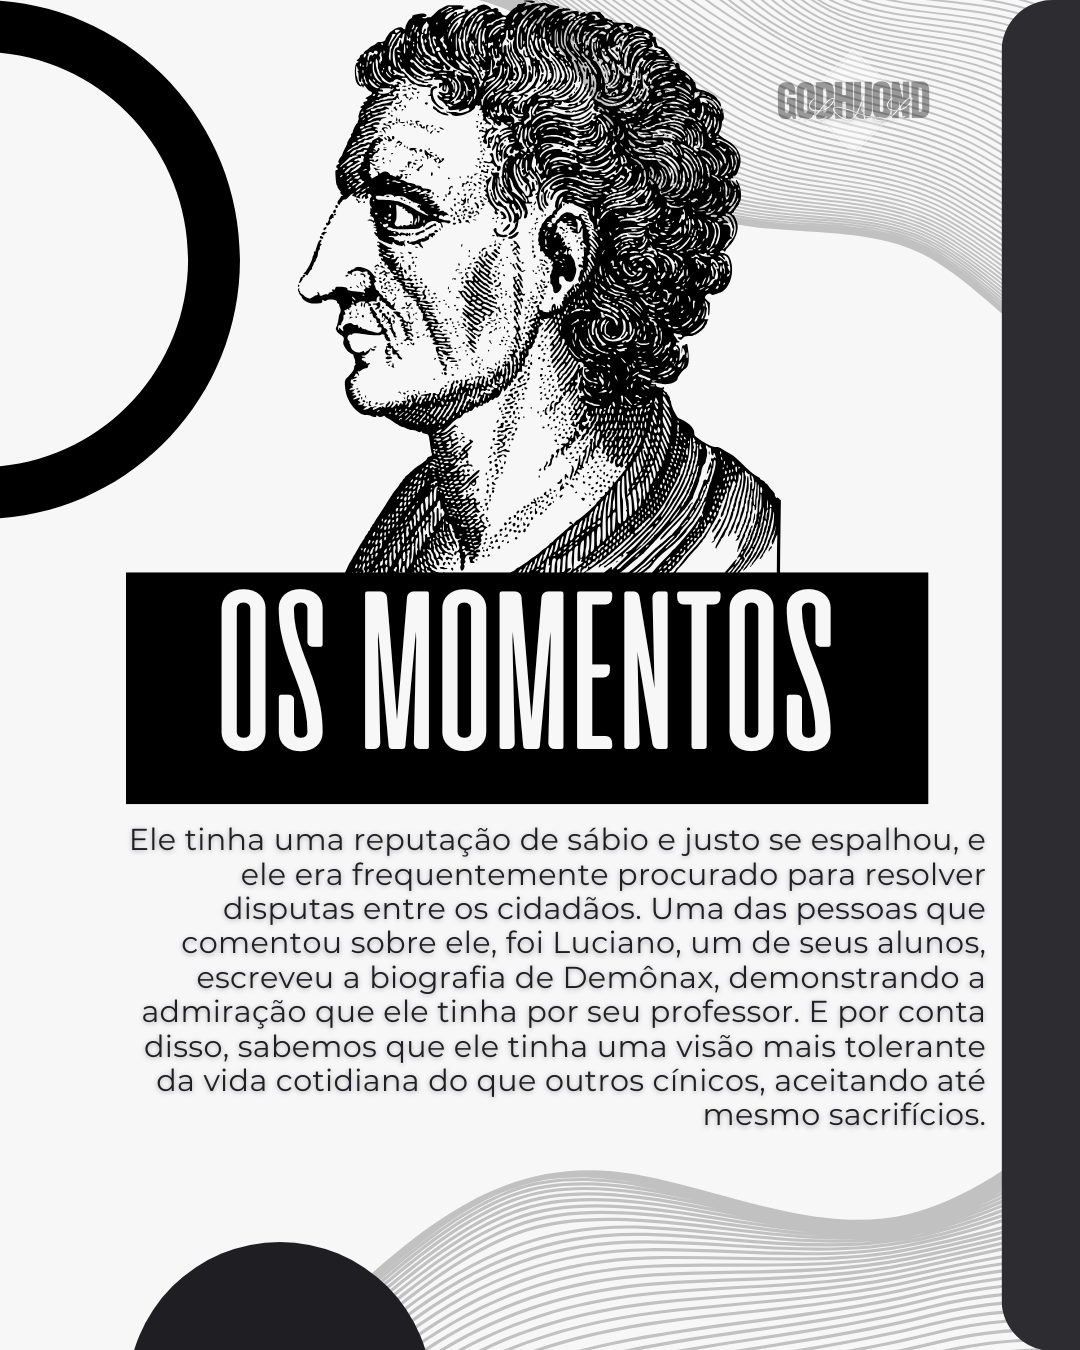 GODHUOND
OS MOMENTOS
Ele tinha uma reputação de sábio e justo se espalhou, e
ele era frequentemente procurado para resolver
disputas entre os cidadãos. Uma das pessoas que
comentou sobre ele, foi Luciano, um de seus alunos,
escreveu a biografia de Demônax, demonstrando a
admiração que ele tinha por seu professor. E por conta
disso, sabemos que ele tinha uma visão mais tolerante
da vida cotidiana do que outros cínicos, aceitando até
mesmo sacrifícios.